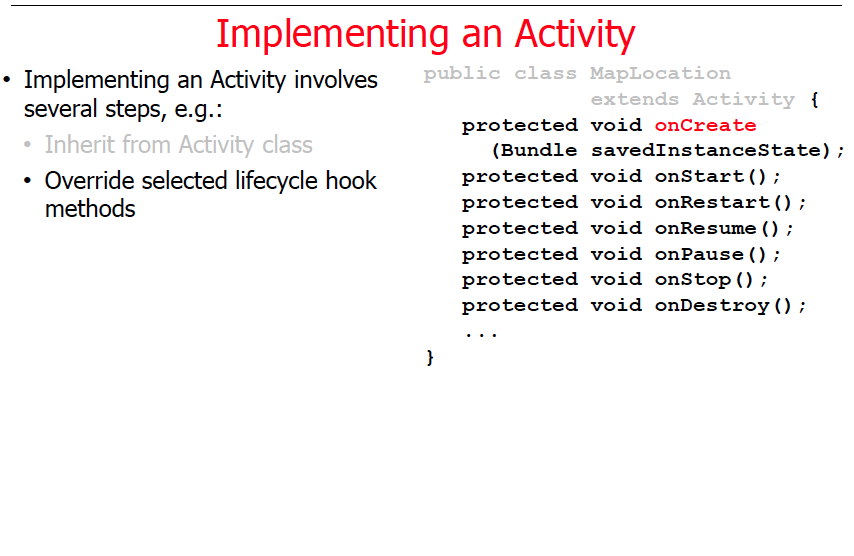 Implementing an Activity
• Implementing an Activity involves
several steps, e.g.:
• Inherit from Activity class
• Override selected lifecycle hook
methods
public class MapLocation
extends Activity {
protected void onCreate
(Bundle savedInstanceState);
protected void onStart();
protected void onRestart();
protected void onResume();
protected void onPause();
protected void onStop();
protected void onDestroy();
...
}